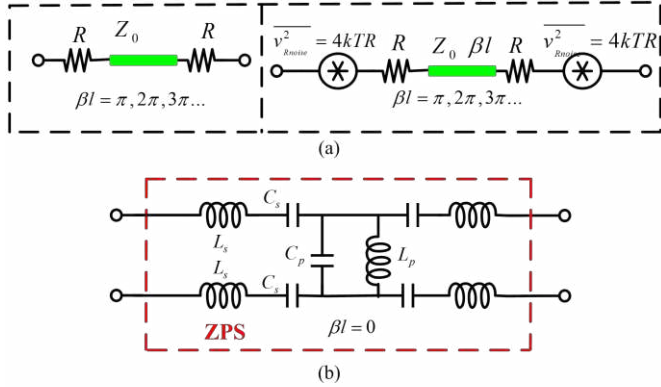 R Z₀ R
βl = π, 2π, 3π...
v²Rnoise = 4kTR R Z₀ βl R v²Rnoise = 4kTR
βl = π, 2π, 3π...
(a)
Cₛ
Lₛ
Cₚ Lₚ
Lₛ
Cₛ
ZPS βl = 0
(b)